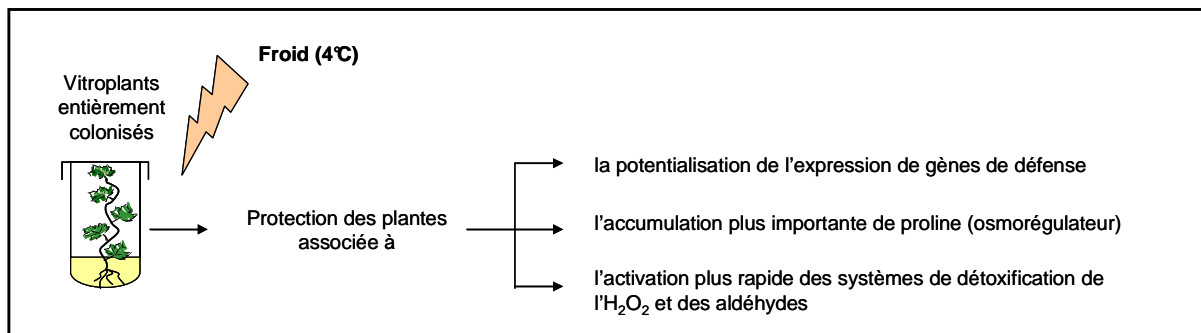 Froid (4°C)
Vitroplants
entièrement
colonisés
Protection des plantes
associée à
la potentialisation de l'expression de gènes de défense
l'accumulation plus importante de proline (osmorégulateur)
l'activation plus rapide des systèmes de détoxification de
l'H₂O₂ et des aldéhydes